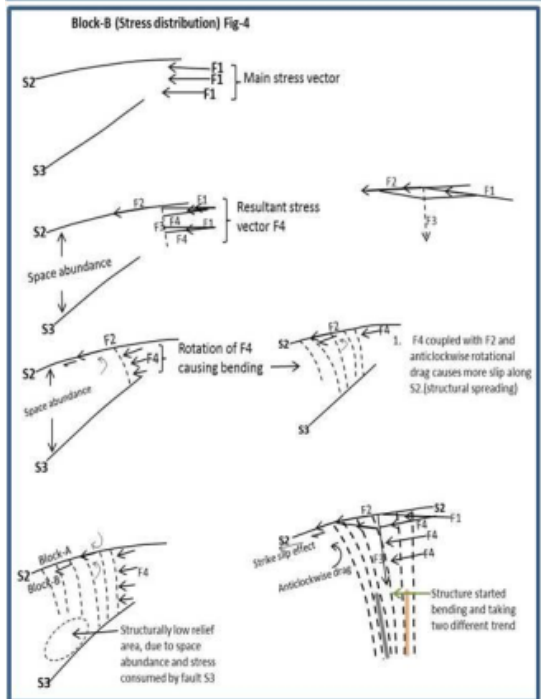 Block-B (Stress distribution) Fig-4
F1
F1
F1
Main stress vector
S2
S3
F2
F1
F3
F4
F1
F4
Resultant stress
vector F4
S2
Space abundance
S3
F2
F1
F3
F2
F4
Rotation of F4
causing bending
S2
Space abundance
S3
F2
F4
S2
S3
1. F4 coupled with F2 and
anticlockwise rotational
drag causes more slip along
S2.(structural spreading)
Block-A
S2
Block-B
F4
Structurally low relief
area, due to space
abundance and stress
consumed by fault S3
S3
F2
S2
F1
F4
F4
F4
F3
S2
Strike slip effect
Anticlockwise drag
Structure started
bending and taking
two different trend